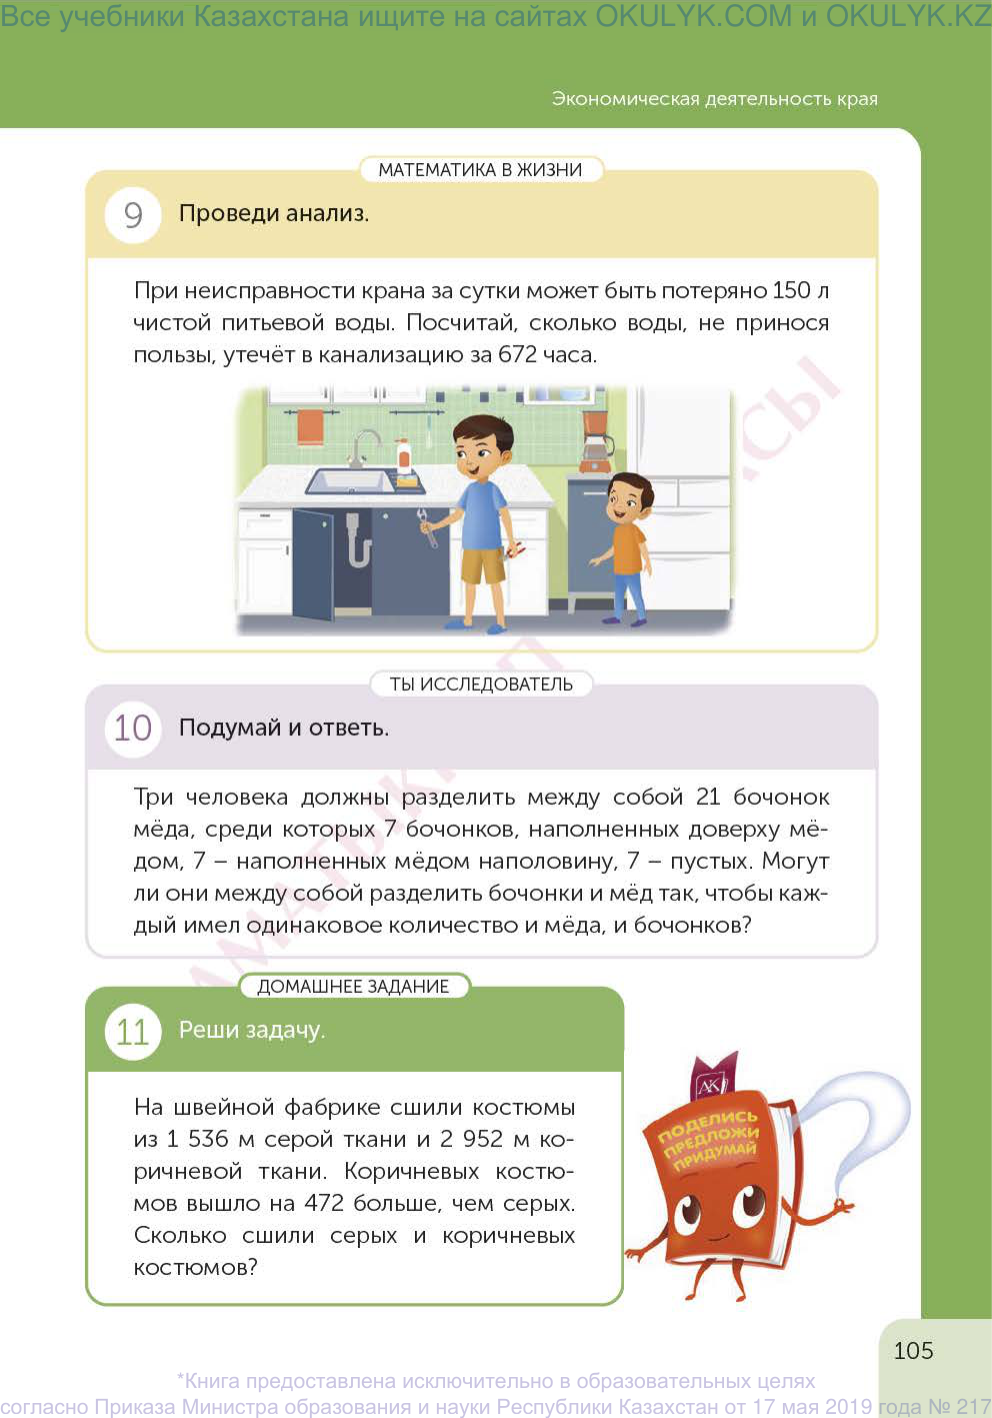 Все учебники Казахстана ищите на сайтах OKULYK.COM и OKULYK.KZ
Экономическая деятельность края
МАТЕМАТИКА В ЖИЗНИ
9 Проведи анализ.
При неисправности крана за сутки может быть потеряно 150 л
чистой питьевой воды. Посчитай, сколько воды, не принося
пользы, утечёт в канализацию за 672 часа.
ТЫ ИССЛЕДОВАТЕЛЬ
10 Подумай и ответь.
Три человека должны разделить между собой 21 бочонок
мёда, среди которых 7 бочонков, наполненных доверху мё-
дом, 7 – наполненных мёдом наполовину, 7 – пустых. Могут
ли они между собой разделить бочонки и мёд так, чтобы каж-
дый имел одинаковое количество и мёда, и бочонков?
ДОМАШНЕЕ ЗАДАНИЕ
11 Реши задачу.
На швейной фабрике сшили костюмы
из 1 536 м серой ткани и 2 952 м ко-
ричневой ткани. Коричневых костю-
мов вышло на 472 больше, чем серых.
Сколько сшили серых и коричневых
костюмов?
АК
ПОДЕЛИСЬ
ПРЕДЛОЖИ
ПРИДУМАЙ
105
*Книга предоставлена исключительно в образовательных целях
согласно Приказа Министра образования и науки Республики Казахстан от 17 мая 2019 года № 217